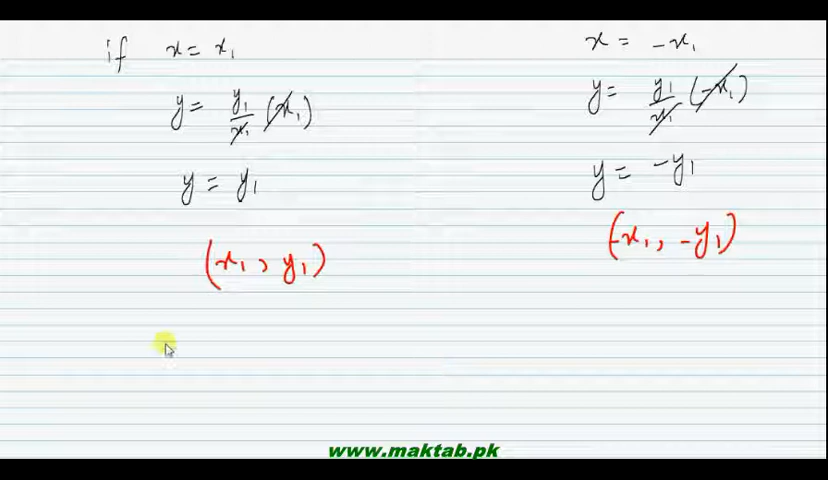 if x = x₁
y = y₁/x₁ (x₁)
y = y₁
(x₁, y₁)
x = -x₁
y = y₁/x₁ (-x₁)
y = -y₁
(-x₁, -y₁)
www.maktab.pk